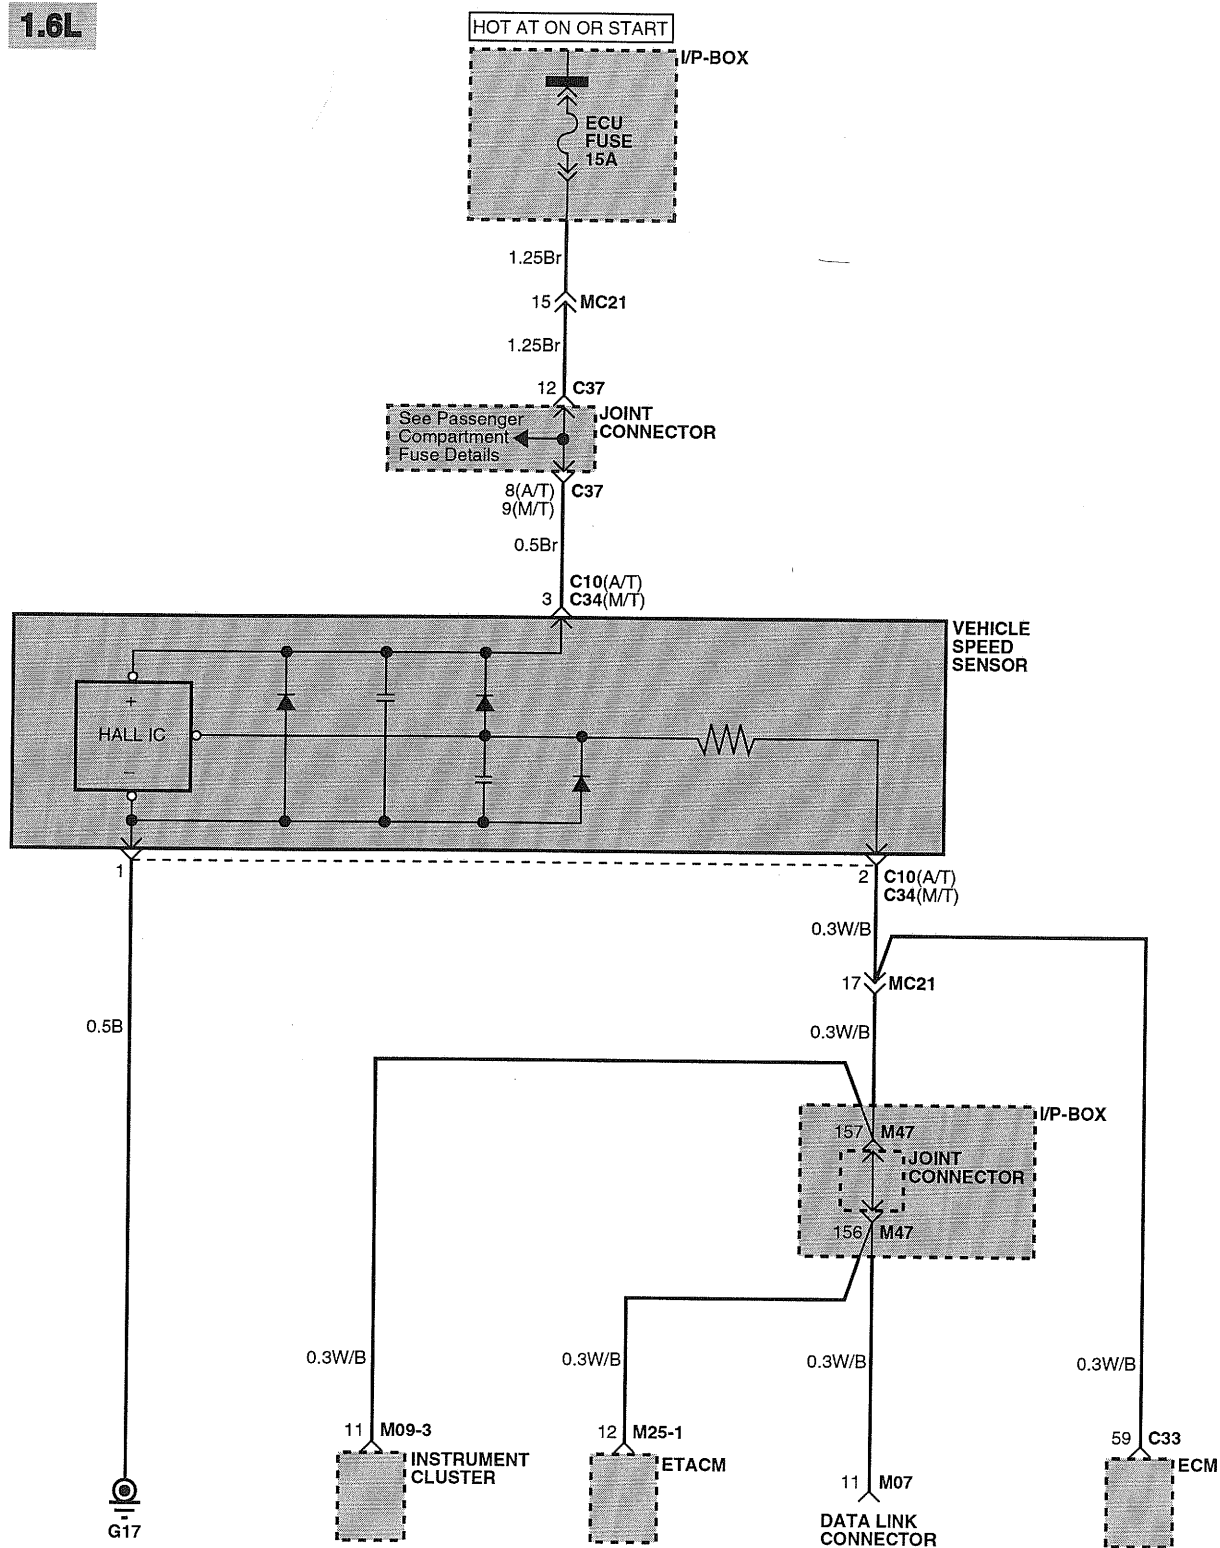 1.6L
HOT AT ON OR START
I/P-BOX
ECU
FUSE
15A
1.25Br
15 MC21
1.25Br
12 C37
See Passenger
Compartment
Fuse Details
JOINT
CONNECTOR
8(A/T) C37
9(M/T)
0.5Br
C10(A/T)
3 C34(M/T)
VEHICLE
SPEED
SENSOR
+
HALL IC
–
1
2 C10(A/T)
C34(M/T)
0.3W/B
17 MC21
0.5B
0.3W/B
I/P-BOX
157 M47
JOINT
CONNECTOR
156 M47
0.3W/B
0.3W/B
0.3W/B
0.3W/B
11 M09-3
12 M25-1
59 C33
INSTRUMENT
CLUSTER
ETACM
ECM
11 M07
G17
DATA LINK
CONNECTOR